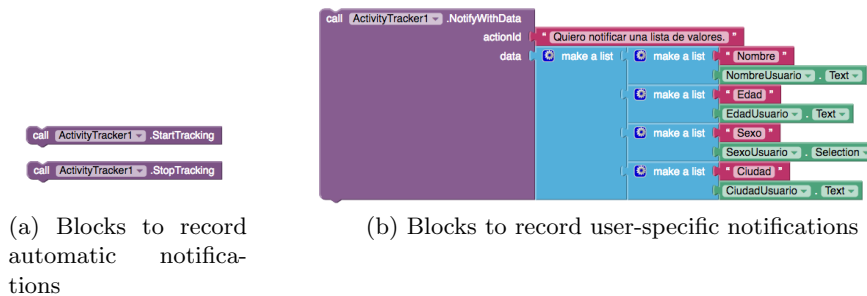 call ActivityTracker1 .StartTracking
call ActivityTracker1 .StopTracking
(a) Blocks to record
automatic notifica-
tions
call ActivityTracker1 .NotifyWithData
actionId " Quiero notificar una lista de valores. "
data make a list make a list " Nombre "
NombreUsuario . Text
make a list " Edad "
EdadUsuario . Text
make a list " Sexo "
SexoUsuario . Selection
make a list " Ciudad "
CiudadUsuario . Text
(b) Blocks to record user-specific notifications